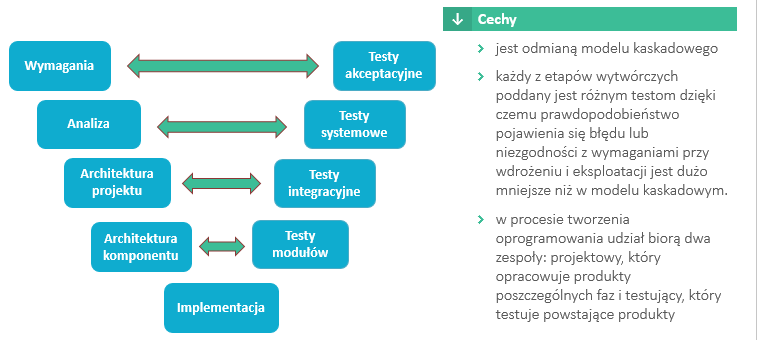 Wymagania
Testy
akceptacyjne
Analiza
Testy
systemowe
Architektura
projektu
Testy
integracyjne
Architektura
komponentu
Testy
modułów
Implementacja
Cechy
jest odmianą modelu kaskadowego
każdy z etapów wytwórczych
poddany jest różnym testom dzięki
czemu prawdopodobieństwo
pojawienia się błędu lub
niezgodności z wymaganiami przy
wdrożeniu i eksploatacji jest dużo
mniejsze niż w modelu kaskadowym.
w procesie tworzenia
oprogramowania udział biorą dwa
zespoły: projektowy, który
opracowuje produkty
poszczególnych faz i testujący, który
testuje powstające produkty